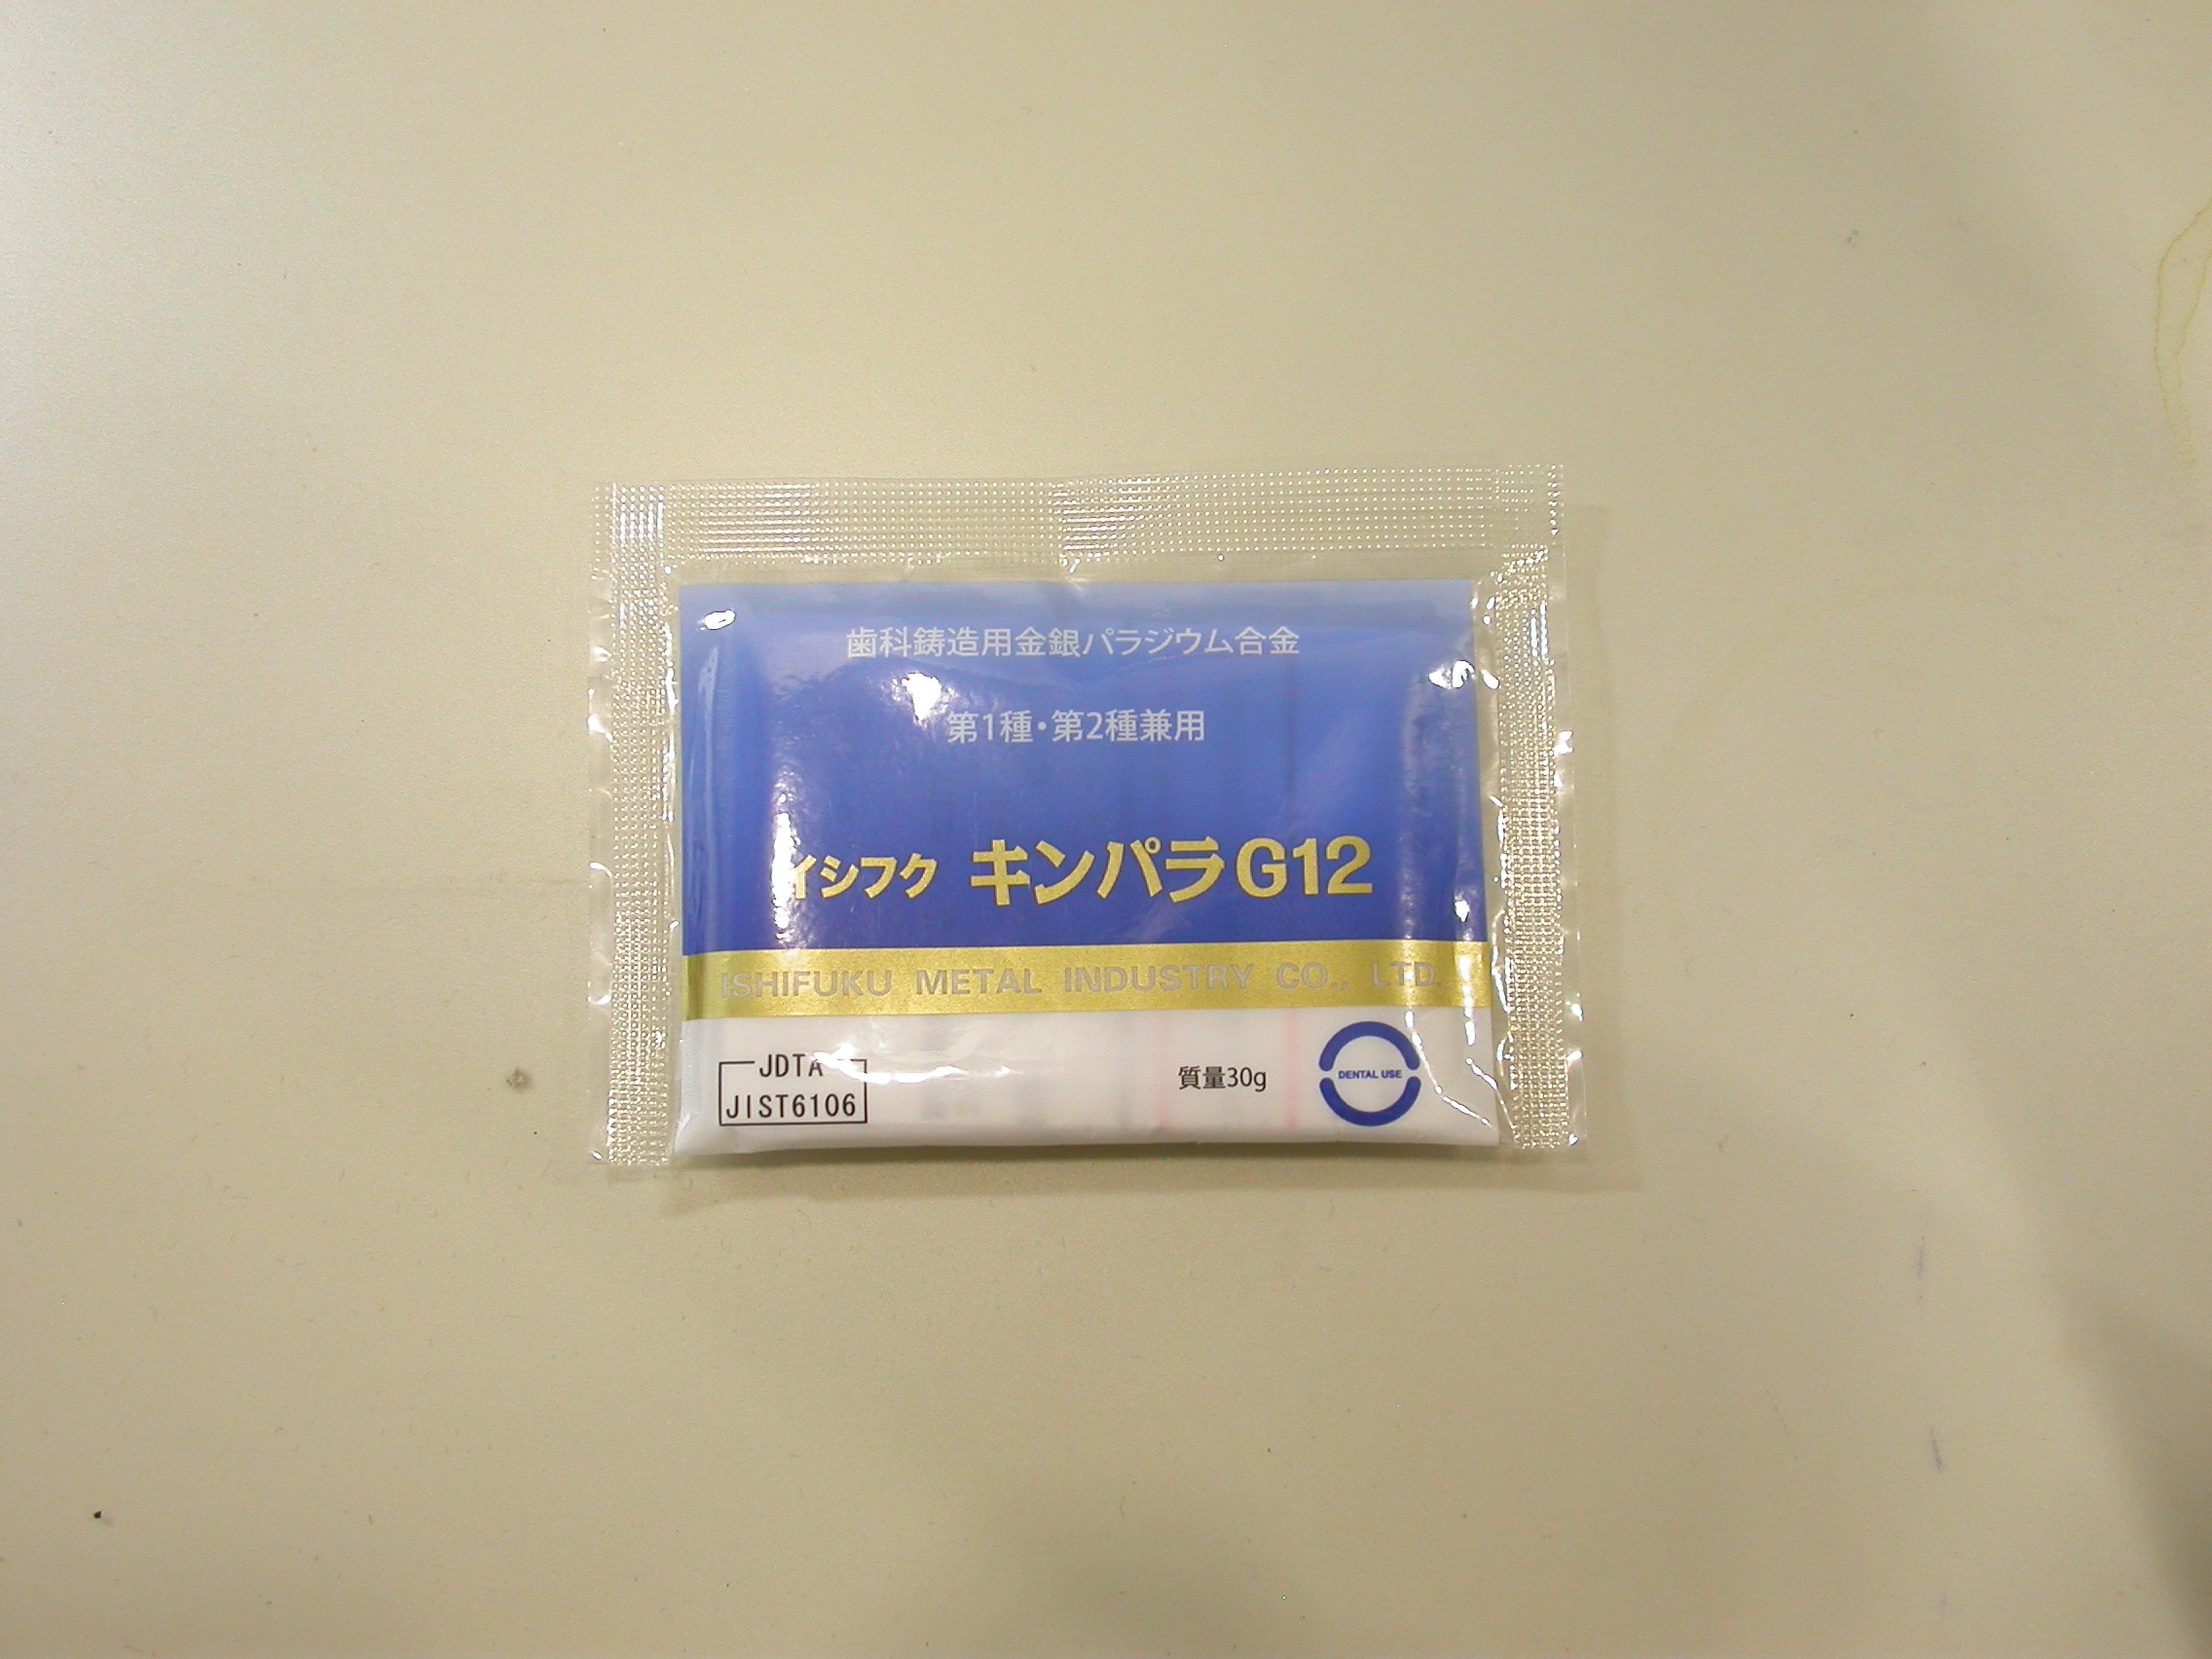 歯科鋳造用金銀パラジウム合金
第1種・第2種兼用
イシフク キンパラG12
ISHIFUKU METAL INDUSTRY CO., LTD.
JDTA
JIST6106
質量30g
DENTAL USE